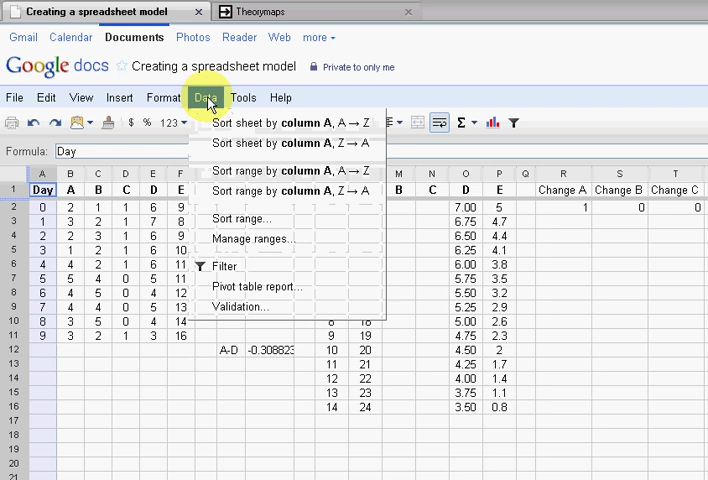 Creating a spreadsheet model
Theorymaps
Gmail Calendar Documents Photos Reader Web more
Google docs Creating a spreadsheet model Private to only me
File Edit View Insert Format Data Tools Help
$ % 123 Σ
Sort sheet by column A, A → Z
Sort sheet by column A, Z → A
Sort range by column A, A → Z
Sort range by column A, Z → A
Sort range...
Manage ranges...
Filter
Pivot table report...
Validation...
Formula: Day
A B C D E F M N O P Q R S T
1 Day A B C D E B C D E Change A Change B Change C
2 0 2 1 1 6 9 7.00 5 1 0 0
3 1 3 2 1 7 8 6.75 4.7
4 2 2 3 1 6 9 6.50 4.4
5 3 1 2 1 6 10 6.25 4.1
6 4 4 2 1 6 11 6.00 3.8
7 5 5 4 0 5 11 5.75 3.5
8 6 4 5 0 4 12 5.50 3.2
9 7 4 4 0 5 13 5.25 2.9
10 8 3 5 0 4 14 8 18 5.00 2.6
11 9 3 2 1 3 16 9 19 4.75 2.3
12 A-D -0.308823 10 20 4.50 2
13 11 21 4.25 1.7
14 12 22 4.00 1.4
15 13 23 3.75 1.1
16 14 24 3.50 0.8
17
18
19
20
21